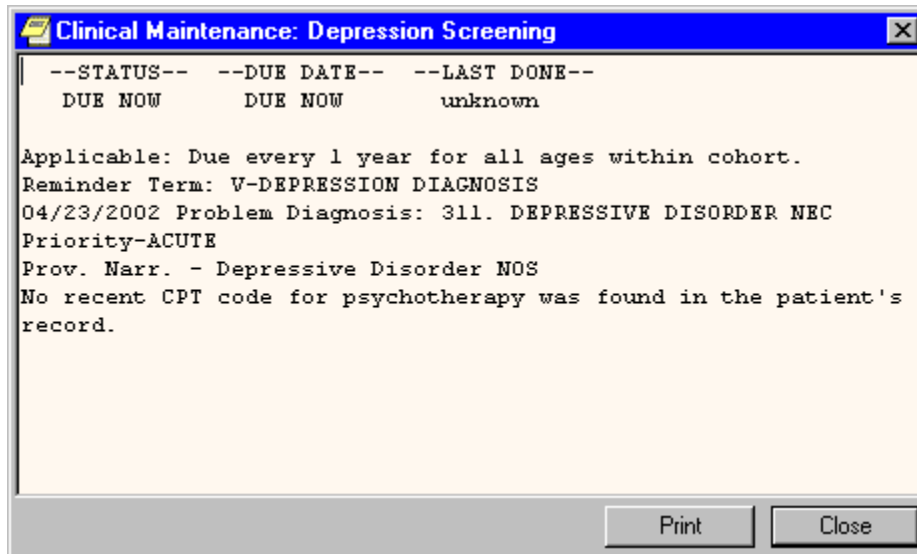 Clinical Maintenance: Depression Screening
--STATUS-- --DUE DATE-- --LAST DONE--
DUE NOW DUE NOW unknown
Applicable: Due every 1 year for all ages within cohort.
Reminder Term: V-DEPRESSION DIAGNOSIS
04/23/2002 Problem Diagnosis: 311. DEPRESSIVE DISORDER NEC
Priority-ACUTE
Prov. Narr. - Depressive Disorder NOS
No recent CPT code for psychotherapy was found in the patient's
record.
Print Close